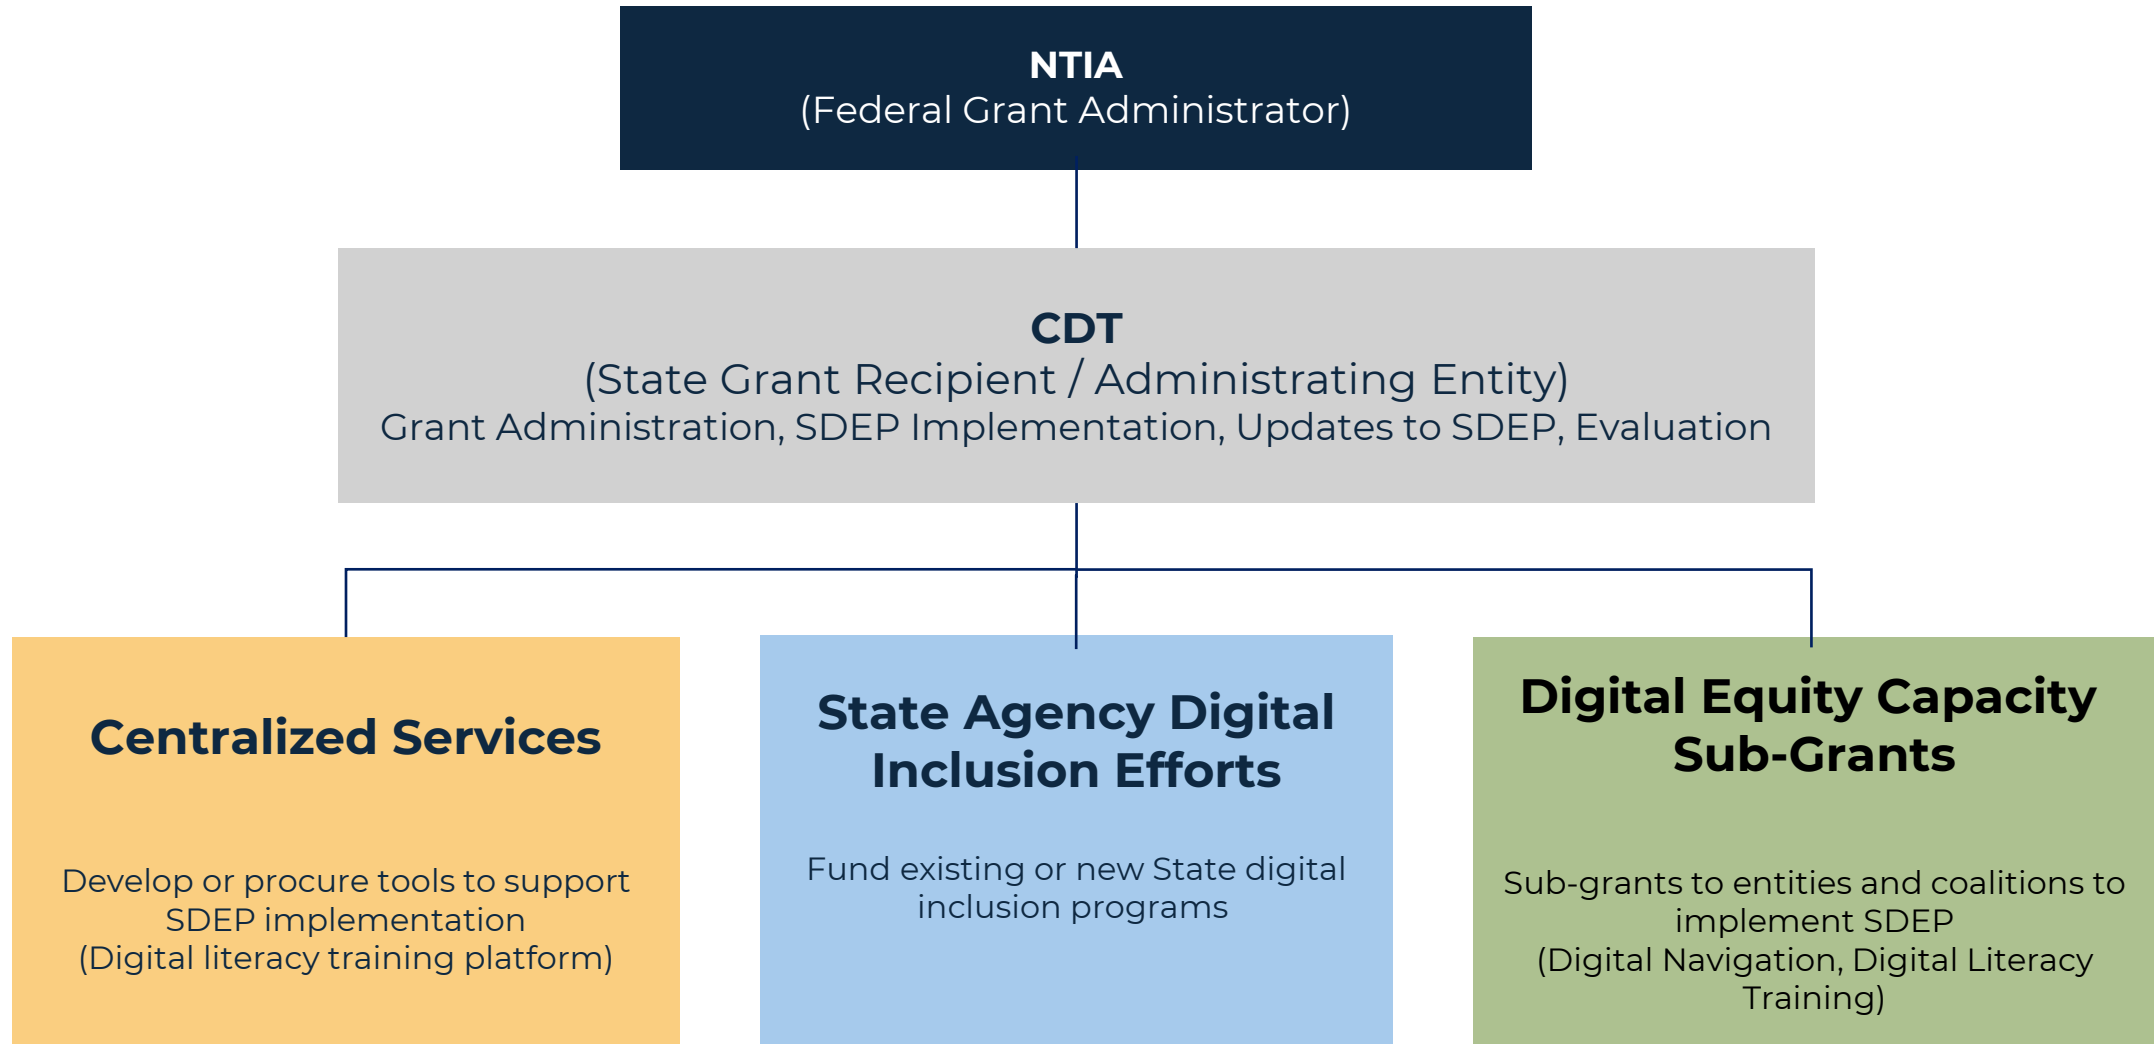 NTIA
(Federal Grant Administrator)
CDT
(State Grant Recipient / Administrating Entity)
Grant Administration, SDEP Implementation, Updates to SDEP, Evaluation
Centralized Services
Develop or procure tools to support
SDEP implementation
(Digital literacy training platform)
State Agency Digital
Inclusion Efforts
Fund existing or new State digital
inclusion programs
Digital Equity Capacity
Sub-Grants
Sub-grants to entities and coalitions to
implement SDEP
(Digital Navigation, Digital Literacy
Training)